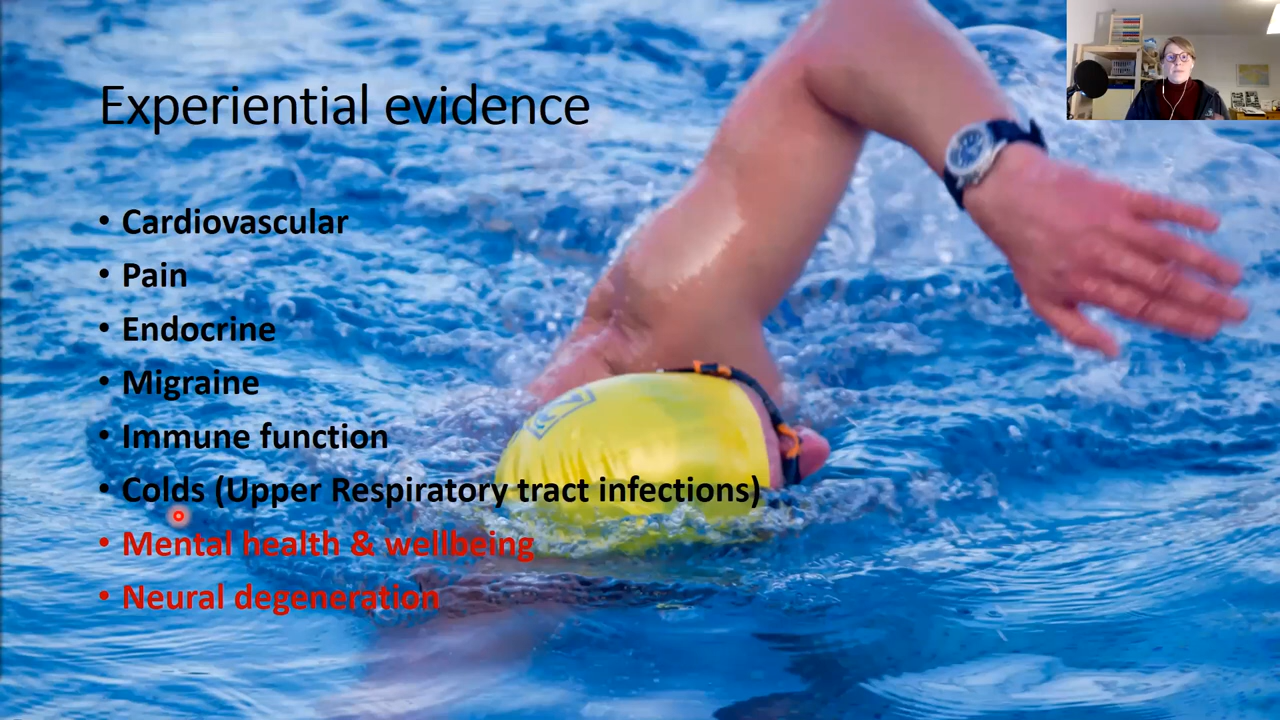 Experiential evidence
• Cardiovascular
• Pain
• Endocrine
• Migraine
• Immune function
• Colds (Upper Respiratory tract infections)
• Mental health & wellbeing
• Neural degeneration